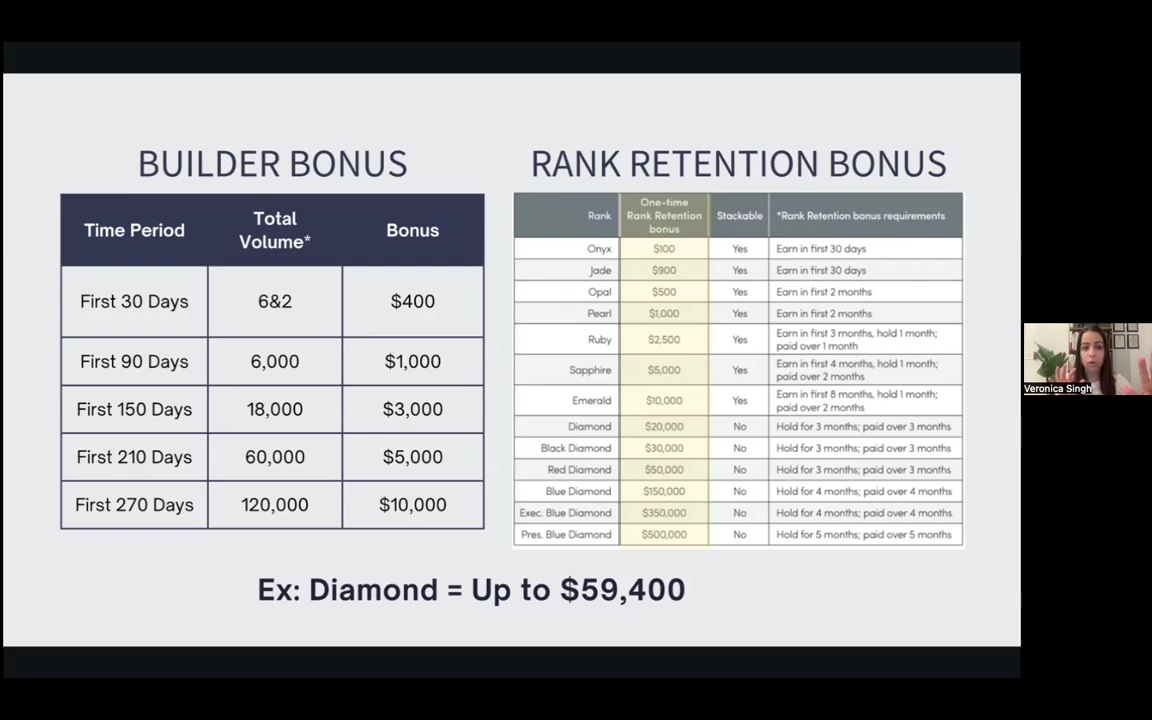 BUILDER BONUS
Time Period Total Volume* Bonus
First 30 Days 6&2 $400
First 90 Days 6,000 $1,000
First 150 Days 18,000 $3,000
First 210 Days 60,000 $5,000
First 270 Days 120,000 $10,000
RANK RETENTION BONUS
Rank One-time Rank Retention bonus Stackable *Rank Retention bonus requirements
Onyx $100 Yes Earn in first 30 days
Jade $900 Yes Earn in first 30 days
Opal $500 Yes Earn in first 2 months
Pearl $1,000 Yes Earn in first 2 months
Ruby $2,500 Yes Earn in first 3 months, hold 1 month; paid over 1 month
Sapphire $5,000 Yes Earn in first 4 months, hold 1 month; paid over 2 months
Emerald $10,000 Yes Earn in first 8 months, hold 1 month; paid over 2 months
Diamond $20,000 No Hold for 3 months; paid over 3 months
Black Diamond $30,000 No Hold for 3 months; paid over 3 months
Red Diamond $50,000 No Hold for 3 months; paid over 3 months
Blue Diamond $150,000 No Hold for 4 months; paid over 4 months
Exec. Blue Diamond $350,000 No Hold for 4 months; paid over 4 months
Pres. Blue Diamond $500,000 No Hold for 5 months; paid over 5 months
Ex: Diamond = Up to $59,400
Veronica Singh